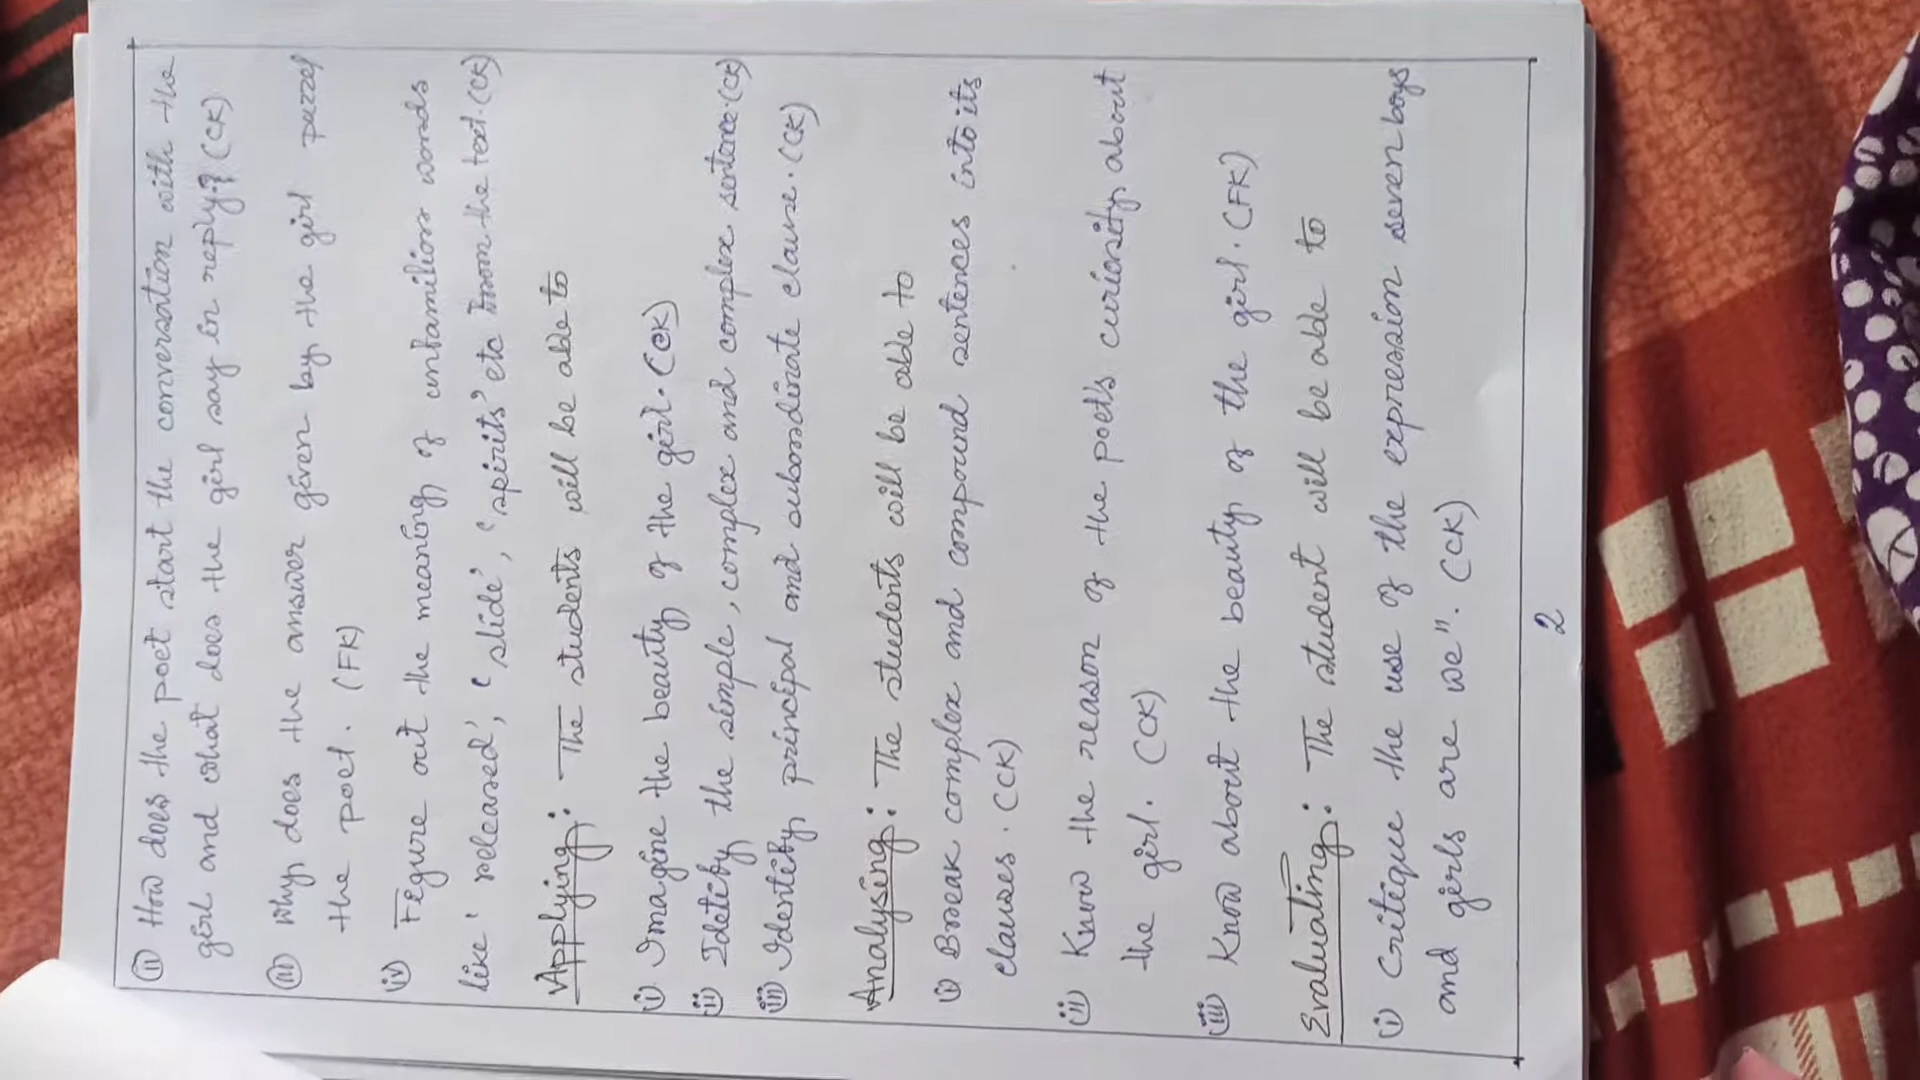 (ii) How does the poet start the conversation with the
girl and what does the girl say in reply? (CK)
(iii) Why does the answer given by the girl puzzel
the poet. (FK)
(iv) Figure out the meaning of unfamilior words
like 'released', 'slide', 'spirits' etc from the text. (CK)
Applying: The students will be able to
(i) Imagine the beauty of the girl. (CK)
(ii) Idetify the simple, complex and complex sentence. (CK)
(iii) Identify principal and subordinate clause. (CK)
Analysing: The students will be able to
(i) Break complex and compound sentences into its
clauses. (CK)
(ii) Know the reason of the poet's curiosity about
the girl. (CK)
(iii) Know about the beauty of the girl. (FK)
Evaluating: The student will be able to
(i) Critique the use of the expression seven boys
and girls are we". (CK)
2